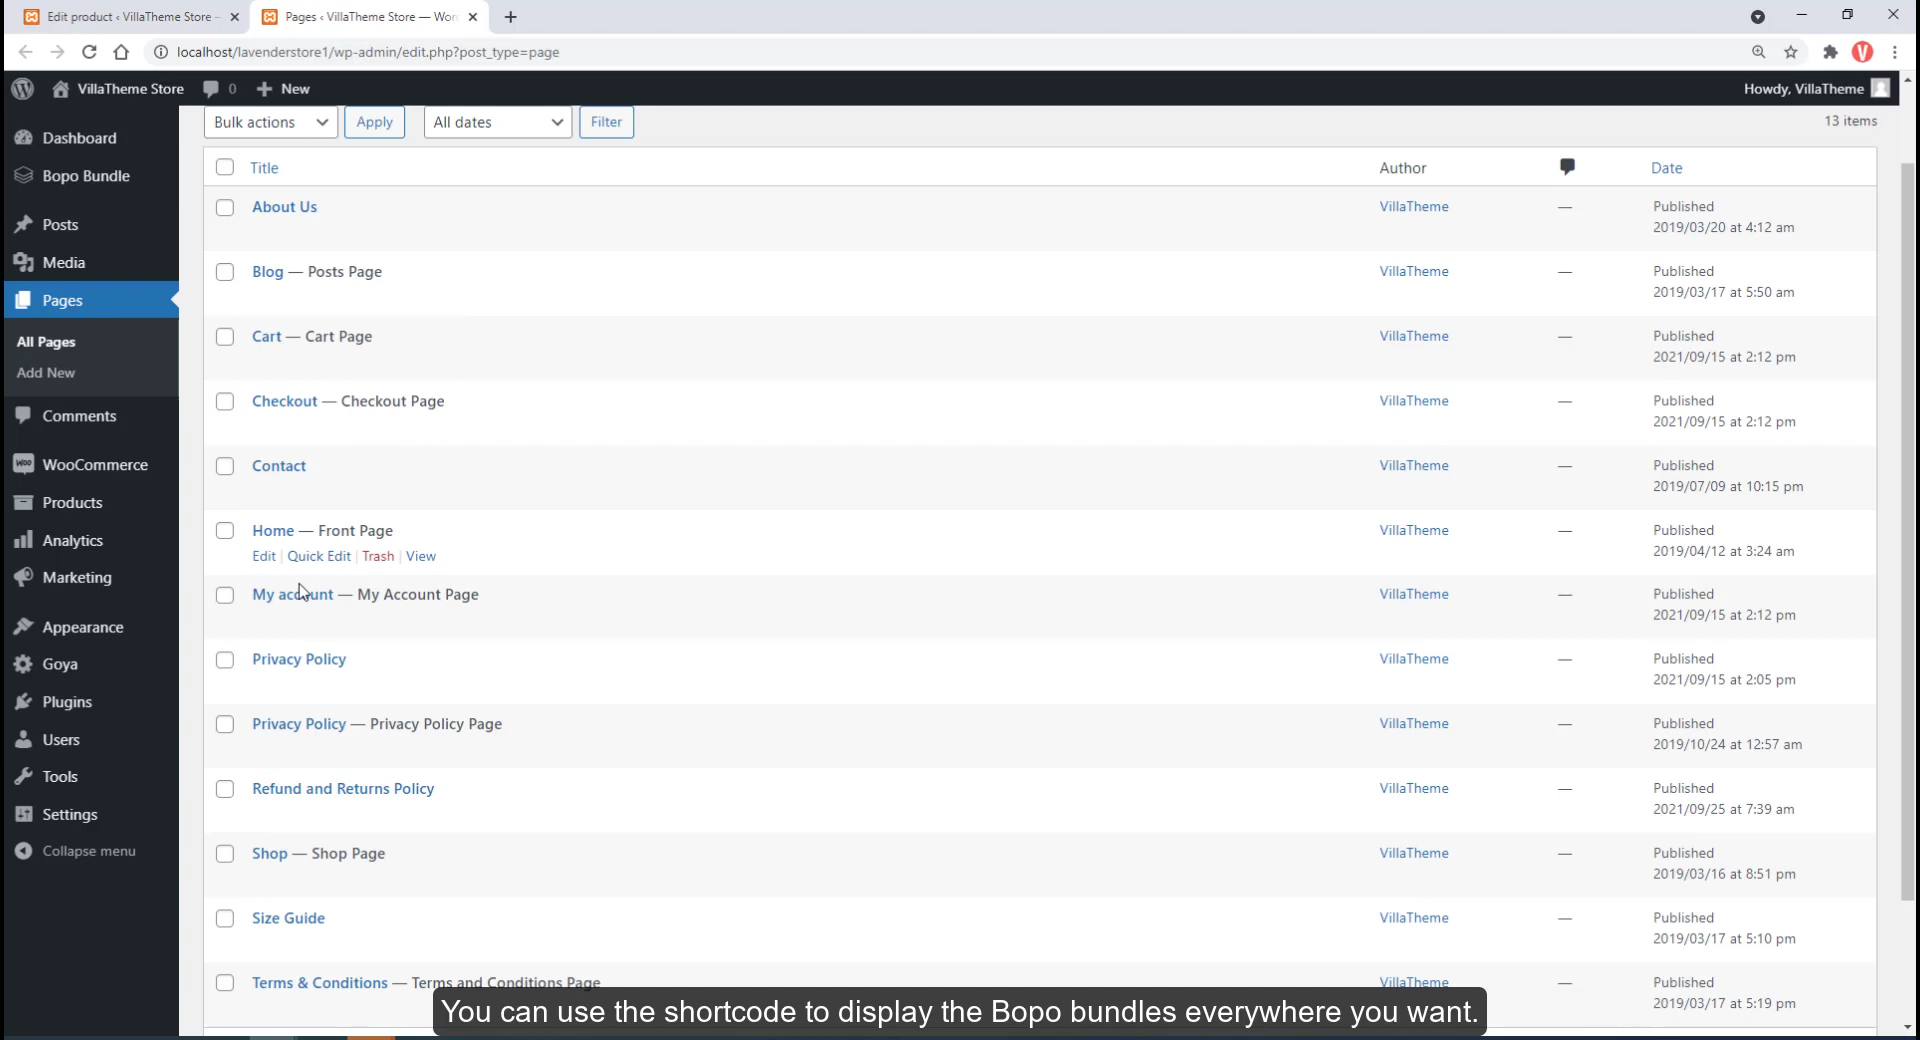 Edit product ‹ VillaTheme Store –
Pages ‹ VillaTheme Store — Wor
localhost/lavenderstore1/wp-admin/edit.php?post_type=page
V
VillaTheme Store
0
New
Howdy, VillaTheme
Dashboard
Bopo Bundle
Posts
Media
Pages
All Pages
Add New
Comments
WooCommerce
Products
Analytics
Marketing
Appearance
Goya
Plugins
Users
Tools
Settings
Collapse menu
Bulk actions
Apply
All dates
Filter
13 items
Title Author Date
About Us VillaTheme — Published
2019/03/20 at 4:12 am
Blog — Posts Page VillaTheme — Published
2019/03/17 at 5:50 am
Cart — Cart Page VillaTheme — Published
2021/09/15 at 2:12 pm
Checkout — Checkout Page VillaTheme — Published
2021/09/15 at 2:12 pm
Contact VillaTheme — Published
2019/07/09 at 10:15 pm
Home — Front Page VillaTheme — Published
Edit | Quick Edit | Trash | View 2019/04/12 at 3:24 am
My account — My Account Page VillaTheme — Published
2021/09/15 at 2:12 pm
Privacy Policy VillaTheme — Published
2021/09/15 at 2:05 pm
Privacy Policy — Privacy Policy Page VillaTheme — Published
2019/10/24 at 12:57 am
Refund and Returns Policy VillaTheme — Published
2021/09/25 at 7:39 am
Shop — Shop Page VillaTheme — Published
2019/03/16 at 8:51 pm
Size Guide VillaTheme — Published
2019/03/17 at 5:10 pm
Terms & Conditions — Terms and Conditions Page VillaTheme — Published
2019/03/17 at 5:19 pm
You can use the shortcode to display the Bopo bundles everywhere you want.